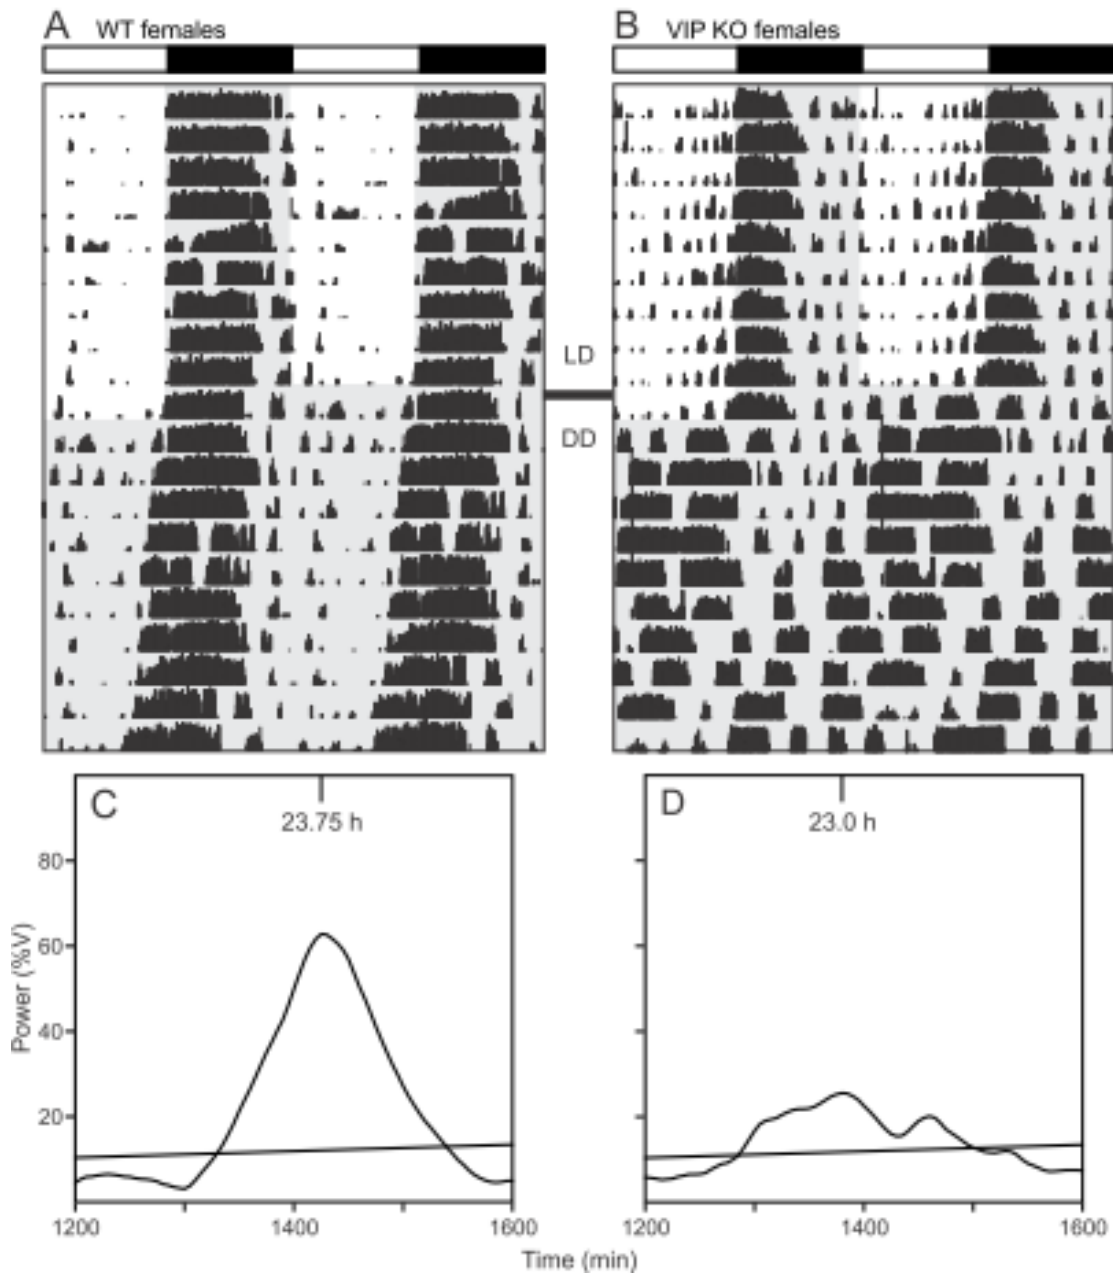 A WT females
B VIP KO females
LD
DD
C
23.75 h
D
23.0 h
80
60
40
20
Power (%V)
1200
1400
1600
1200
1400
1600
Time (min)